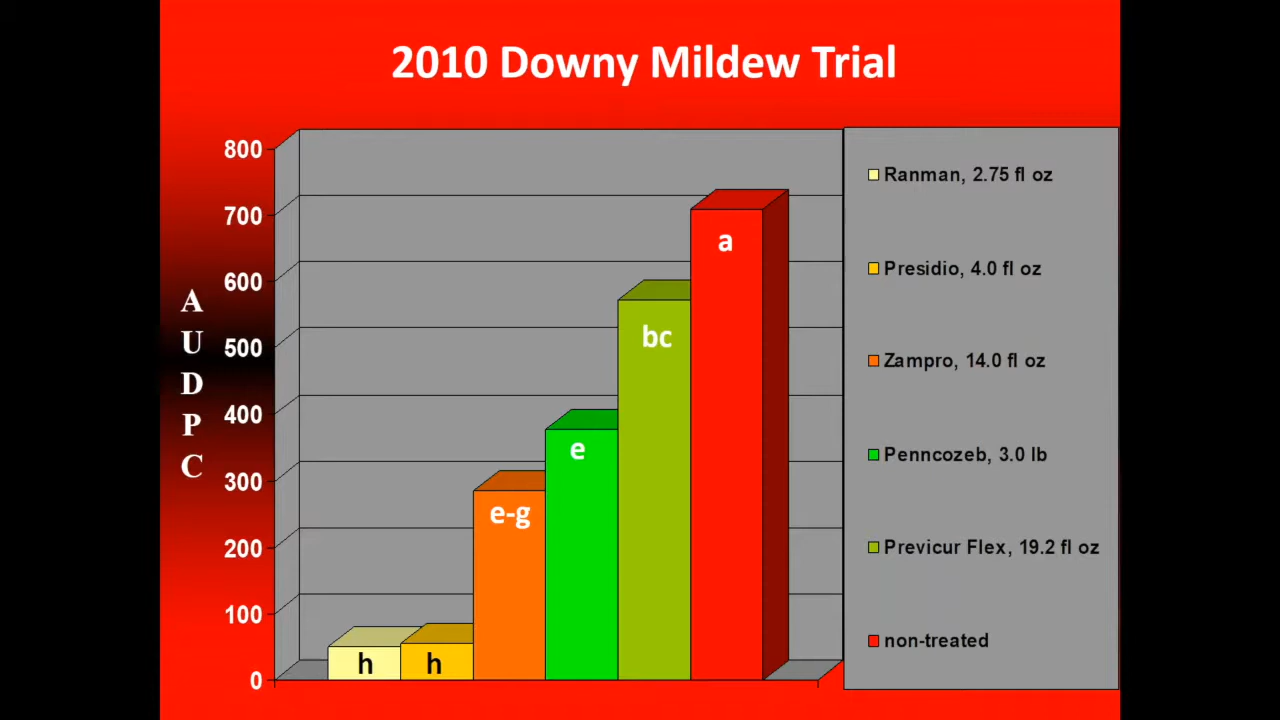 2010 Downy Mildew Trial
AUDPC
800
700
600
500
400
300
200
100
0
h
h
e-g
e
bc
a
Ranman, 2.75 fl oz
Presidio, 4.0 fl oz
Zampro, 14.0 fl oz
Penncozeb, 3.0 lb
Previcur Flex, 19.2 fl oz
non-treated